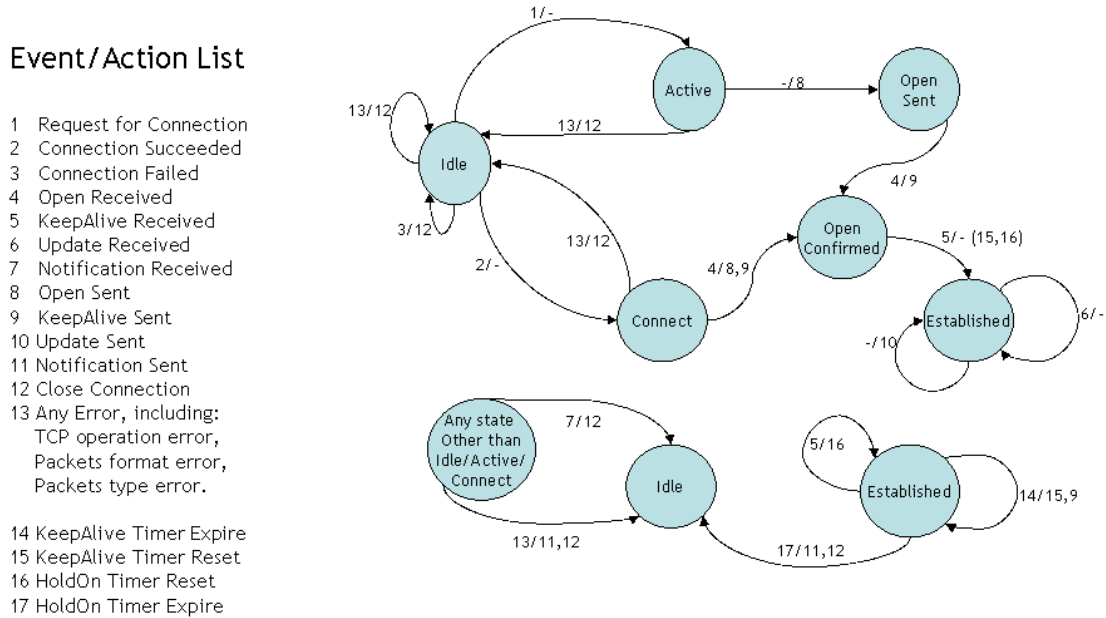 Event/Action List
1 Request for Connection
2 Connection Succeeded
3 Connection Failed
4 Open Received
5 KeepAlive Received
6 Update Received
7 Notification Received
8 Open Sent
9 KeepAlive Sent
10 Update Sent
11 Notification Sent
12 Close Connection
13 Any Error, including:
TCP operation error,
Packets format error,
Packets type error.
14 KeepAlive Timer Expire
15 KeepAlive Timer Reset
16 HoldOn Timer Reset
17 HoldOn Timer Expire
1/-
Active
-/8
Open
Sent
13/12
13/12
Idle
4/9
3/12
13/12
Open
Confirmed
5/- (15,16)
2/-
4/8,9
Connect
Established
6/-
-/10
Any state
Other than
Idle/Active/
Connect
7/12
Idle
13/11,12
5/16
Established
14/15,9
17/11,12